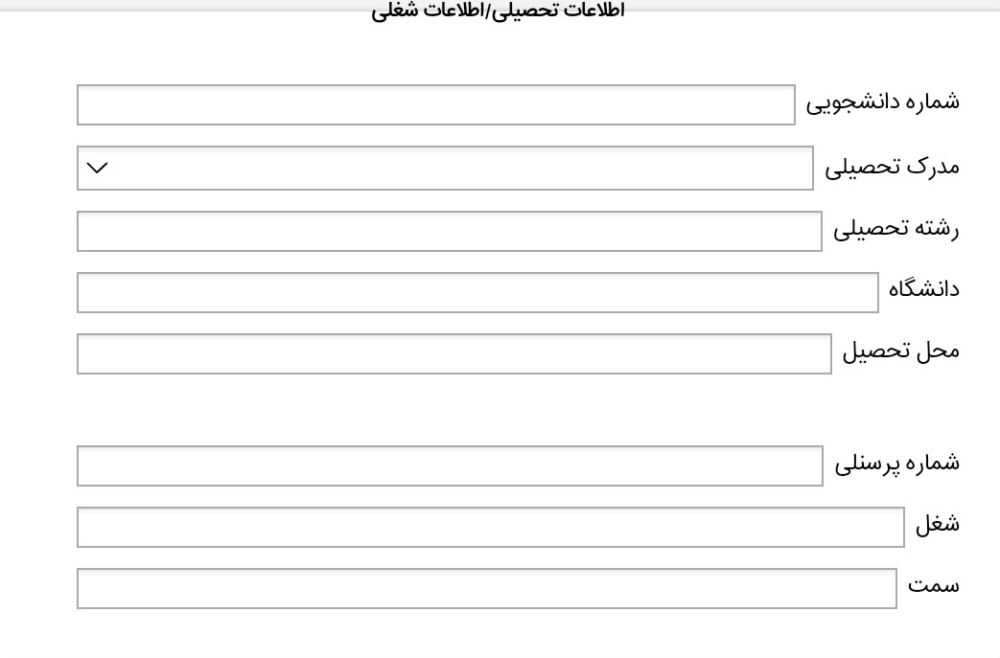 اطلاعات تحصیلی/اطلاعات شغلی
شماره دانشجویی
مدرک تحصیلی
رشته تحصیلی
دانشگاه
محل تحصیل
شماره پرسنلی
شغل
سمت